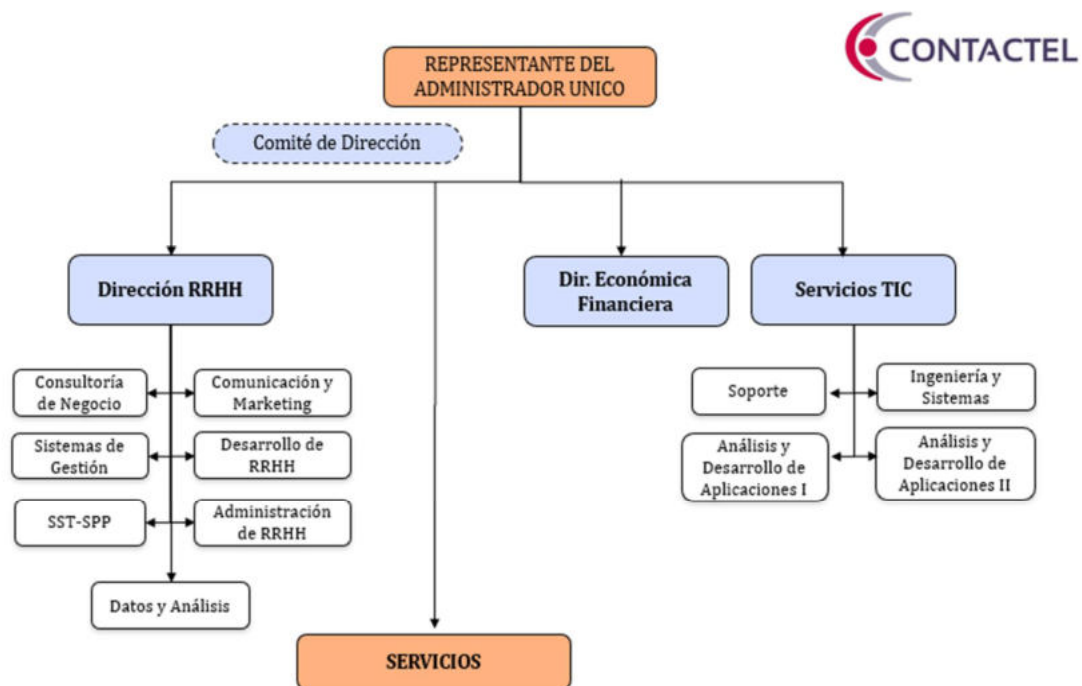 CONTACTEL
REPRESENTANTE DEL
ADMINISTRADOR UNICO
Comité de Dirección
Dirección RRHH
Dir. Económica
Financiera
Servicios TIC
Consultoría
de Negocio
Comunicación y
Marketing
Sistemas de
Gestión
Desarrollo de
RRHH
SST-SPP
Administración
de RRHH
Datos y Análisis
Soporte
Ingeniería y
Sistemas
Análisis y
Desarrollo de
Aplicaciones I
Análisis y
Desarrollo de
Aplicaciones II
SERVICIOS